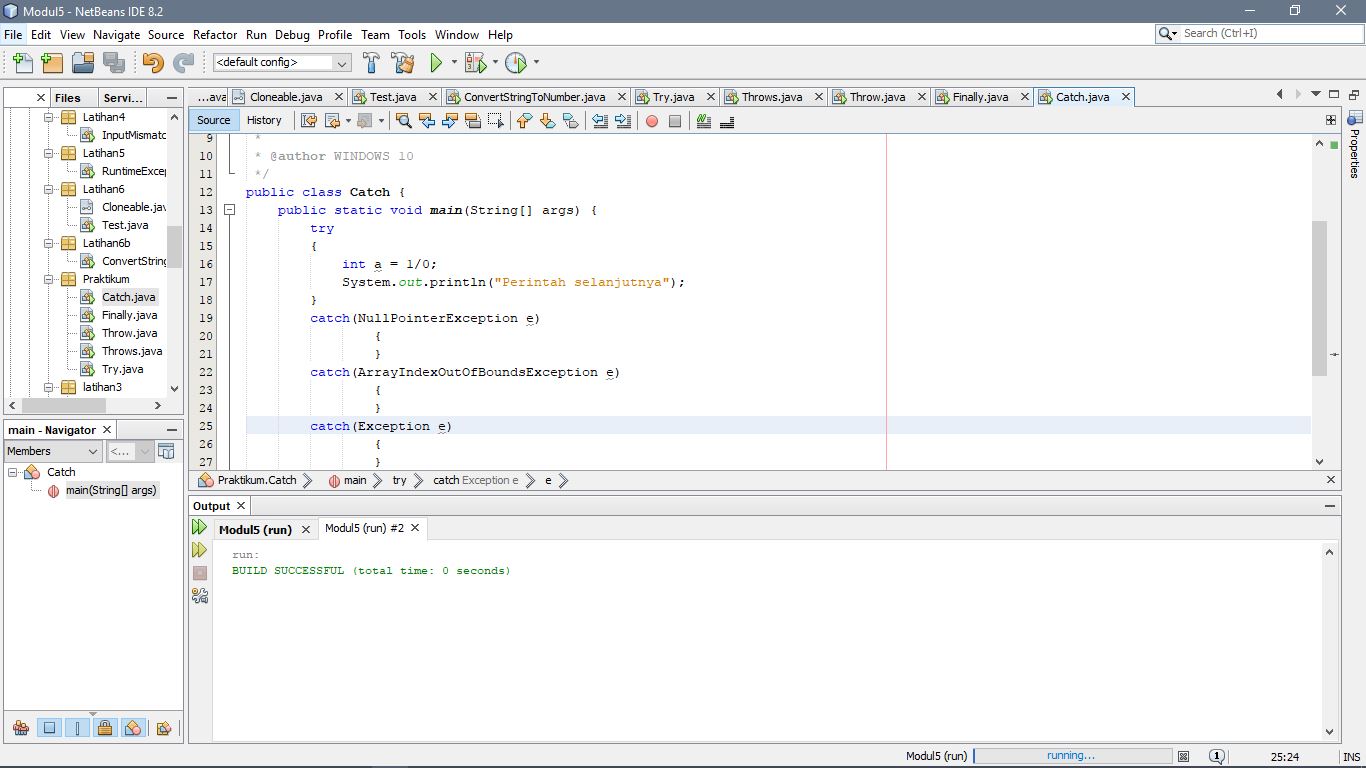 Modul5 - NetBeans IDE 8.2
File Edit View Navigate Source Refactor Run Debug Profile Team Tools Window Help
Search (Ctrl+I)
<default config>
Files Servi...
Latihan4
InputMismatc
Latihan5
RuntimeExcep
Latihan6
Cloneable.jav
Test.java
Latihan6b
ConvertString
Praktikum
Catch.java
Finally.java
Throw.java
Throws.java
Try.java
latihan3
main - Navigator
Members <...
Catch
main(String[] args)
...ava Cloneable.java Test.java ConvertStringToNumber.java Try.java Throws.java Throw.java Finally.java Catch.java
Source History
Properties
9 *
10 * @author WINDOWS 10
11 */
12 public class Catch {
13 public static void main(String[] args) {
14 try
15 {
16 int a = 1/0;
17 System.out.println("Perintah selanjutnya");
18 }
19 catch(NullPointerException e)
20 {
21 }
22 catch(ArrayIndexOutOfBoundsException e)
23 {
24 }
25 catch(Exception e)
26 {
27 }
Praktikum.Catch main try catch Exception e e
Output
Modul5 (run) Modul5 (run) #2
run:
BUILD SUCCESSFUL (total time: 0 seconds)
Modul5 (run) running... 1 25:24 INS